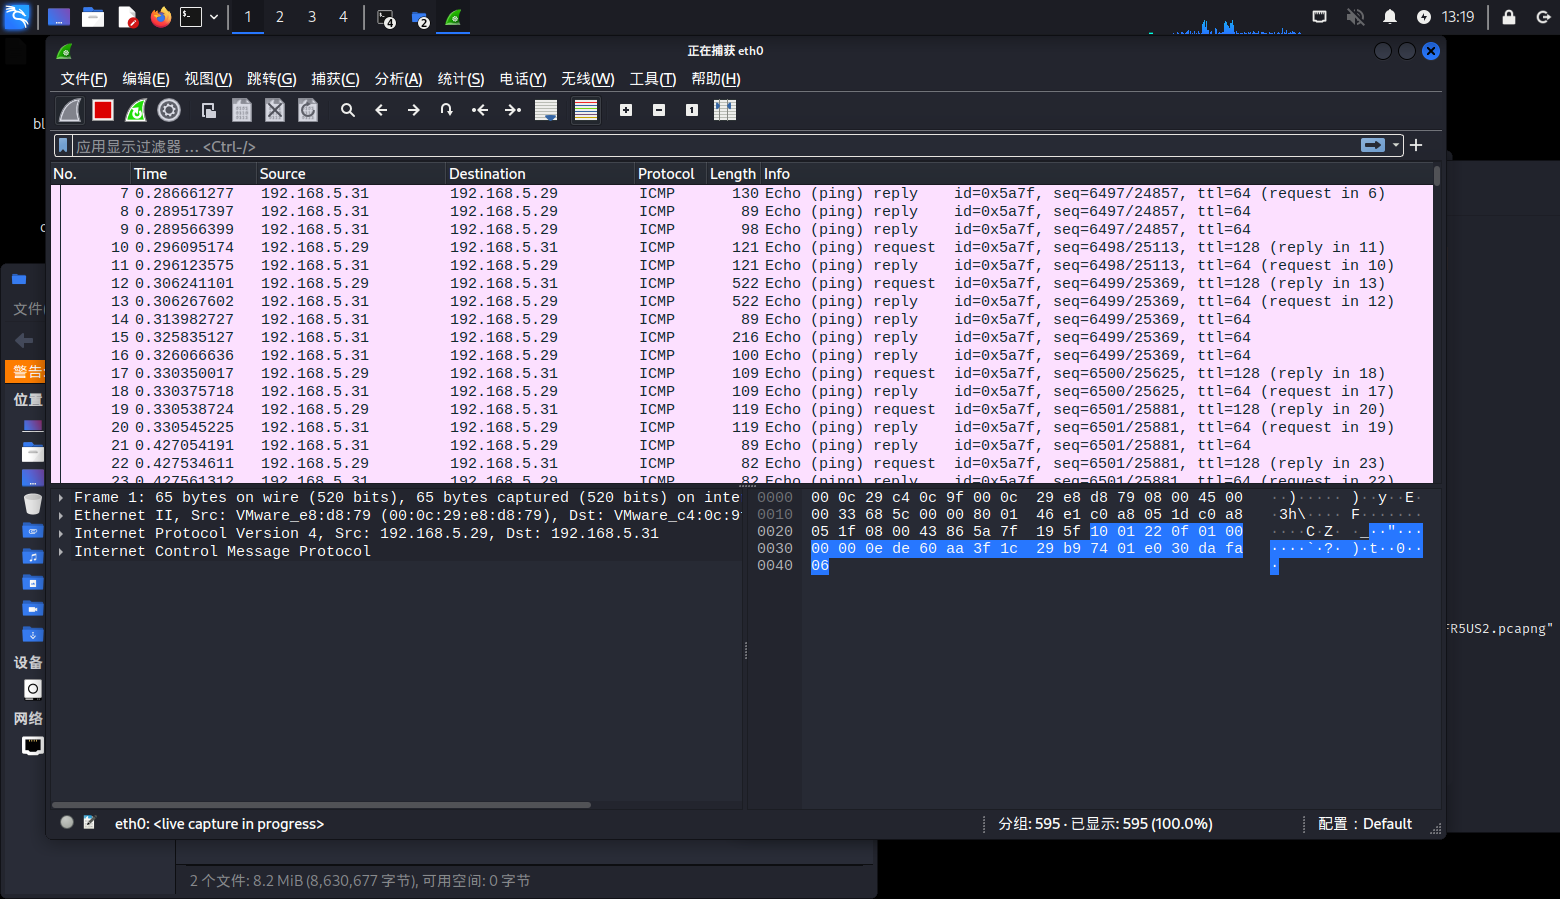 1 2 3 4 4 2 13:19
正在捕获 eth0
文件(F) 编辑(E) 视图(V) 跳转(G) 捕获(C) 分析(A) 统计(S) 电话(Y) 无线(W) 工具(T) 帮助(H)
bl
应用显示过滤器 … <Ctrl-/>
No. Time Source Destination Protocol Length Info
7 0.286661277 192.168.5.31 192.168.5.29 ICMP 130 Echo (ping) reply id=0x5a7f, seq=6497/24857, ttl=64 (request in 6)
8 0.289517397 192.168.5.31 192.168.5.29 ICMP 89 Echo (ping) reply id=0x5a7f, seq=6497/24857, ttl=64
9 0.289566399 192.168.5.31 192.168.5.29 ICMP 98 Echo (ping) reply id=0x5a7f, seq=6497/24857, ttl=64
10 0.296095174 192.168.5.29 192.168.5.31 ICMP 121 Echo (ping) request id=0x5a7f, seq=6498/25113, ttl=128 (reply in 11)
11 0.296123575 192.168.5.31 192.168.5.29 ICMP 121 Echo (ping) reply id=0x5a7f, seq=6498/25113, ttl=64 (request in 10)
12 0.306241101 192.168.5.29 192.168.5.31 ICMP 522 Echo (ping) request id=0x5a7f, seq=6499/25369, ttl=128 (reply in 13)
13 0.306267602 192.168.5.31 192.168.5.29 ICMP 522 Echo (ping) reply id=0x5a7f, seq=6499/25369, ttl=64 (request in 12)
14 0.313982727 192.168.5.31 192.168.5.29 ICMP 89 Echo (ping) reply id=0x5a7f, seq=6499/25369, ttl=64
15 0.325835127 192.168.5.31 192.168.5.29 ICMP 216 Echo (ping) reply id=0x5a7f, seq=6499/25369, ttl=64
16 0.326066636 192.168.5.31 192.168.5.29 ICMP 100 Echo (ping) reply id=0x5a7f, seq=6499/25369, ttl=64
17 0.330350017 192.168.5.29 192.168.5.31 ICMP 109 Echo (ping) request id=0x5a7f, seq=6500/25625, ttl=128 (reply in 18)
18 0.330375718 192.168.5.31 192.168.5.29 ICMP 109 Echo (ping) reply id=0x5a7f, seq=6500/25625, ttl=64 (request in 17)
19 0.330538724 192.168.5.29 192.168.5.31 ICMP 119 Echo (ping) request id=0x5a7f, seq=6501/25881, ttl=128 (reply in 20)
20 0.330545225 192.168.5.31 192.168.5.29 ICMP 119 Echo (ping) reply id=0x5a7f, seq=6501/25881, ttl=64 (request in 19)
21 0.427054191 192.168.5.31 192.168.5.29 ICMP 89 Echo (ping) reply id=0x5a7f, seq=6501/25881, ttl=64
22 0.427534611 192.168.5.29 192.168.5.31 ICMP 82 Echo (ping) request id=0x5a7f, seq=6501/25881, ttl=128 (reply in 23)
23 0.427561312 192.168.5.31 192.168.5.29 ICMP 82 Echo (ping) reply id=0x5a7f, seq=6501/25881, ttl=64 (request in 22)
文件
警告:
位置
设备
网络
Frame 1: 65 bytes on wire (520 bits), 65 bytes captured (520 bits) on inte
Ethernet II, Src: VMware_e8:d8:79 (00:0c:29:e8:d8:79), Dst: VMware_c4:0c:9f
Internet Protocol Version 4, Src: 192.168.5.29, Dst: 192.168.5.31
Internet Control Message Protocol
0000 00 0c 29 c4 0c 9f 00 0c 29 e8 d8 79 08 00 45 00 ··)····· )··y··E·
0010 00 33 68 5c 00 00 80 01 46 e1 c0 a8 05 1d c0 a8 ·3h\···· F·······
0020 05 1f 08 00 43 86 5a 7f 19 5f 10 01 22 0f 01 00 ····C·Z· ·_··"···
0030 00 00 0e de 60 aa 3f 1c 29 b9 74 01 e0 30 da fa ····`·?· )·t··0··
0040 06 ·
FR5US2.pcapng"
eth0: <live capture in progress> 分组: 595 · 已显示: 595 (100.0%) 配置：Default
2 个文件: 8.2 MiB (8,630,677 字节), 可用空间: 0 字节